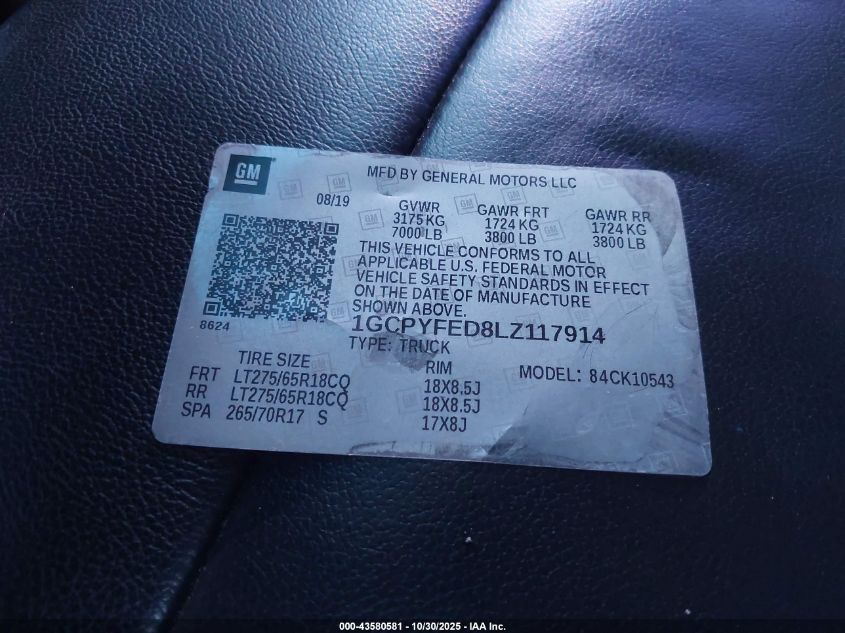 GM
MFD BY GENERAL MOTORS LLC
08/19
GVWR GAWR FRT GAWR RR
3175 KG 1724 KG 1724 KG
7000 LB 3800 LB 3800 LB
THIS VEHICLE CONFORMS TO ALL
APPLICABLE U.S. FEDERAL MOTOR
VEHICLE SAFETY STANDARDS IN EFFECT
ON THE DATE OF MANUFACTURE
SHOWN ABOVE.
8624
1GCPYFED8LZ117914
TYPE: TRUCK
TIRE SIZE RIM MODEL: 84CK10543
FRT LT275/65R18CQ 18X8.5J
RR LT275/65R18CQ 18X8.5J
SPA 265/70R17 S 17X8J
000-43580581 - 10/30/2025 - IAA Inc.